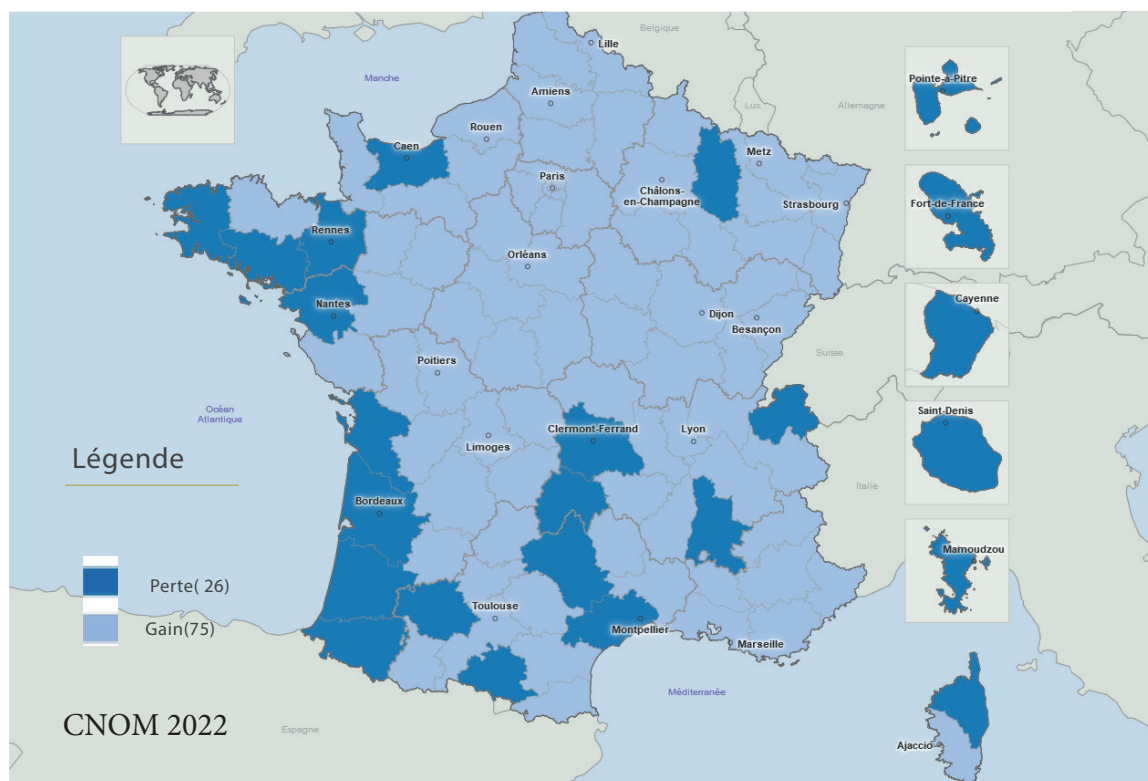 Lille
Belgique
Manche
Amiens
Lux
Allemagne
Pointe-à-Pitre
Rouen
Caen
Metz
Paris
Châlons-
en-Champagne
Strasbourg
Fort-de-France
Rennes
Orléans
Nantes
Dijon
Besançon
Cayenne
Suisse
Poitiers
Océan
Atlantique
Clermont-Ferrand
Lyon
Limoges
Saint-Denis
Légende
Italie
Bordeaux
Mamoudzou
Perte( 26)
Toulouse
Gain(75)
Montpellier
Marseille
Méditerranée
CNOM 2022
Espagne
Ajaccio